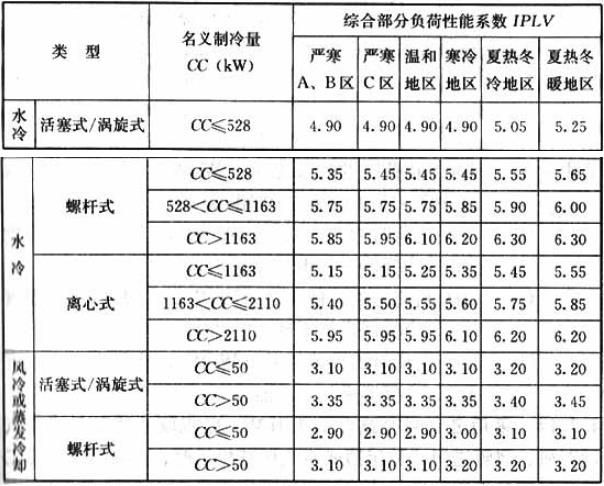 类 型 名义制冷量 CC（kW） 综合部分负荷性能系数 IPLV
严寒 A、B区 严寒 C区 温和 地区 寒冷 地区 夏热冬 冷地区 夏热冬 暖地区
水冷 活塞式/涡旋式 CC≤528 4.90 4.90 4.90 4.90 5.05 5.25
水冷 螺杆式 CC≤528 5.35 5.45 5.45 5.45 5.55 5.65
528<CC≤1163 5.75 5.75 5.75 5.85 5.90 6.00
CC>1163 5.85 5.95 6.10 6.20 6.30 6.30
离心式 CC≤1163 5.15 5.15 5.25 5.35 5.45 5.55
1163<CC≤2110 5.40 5.50 5.55 5.60 5.75 5.85
CC>2110 5.95 5.95 5.95 6.10 6.20 6.20
风冷或蒸发冷却 活塞式/涡旋式 CC≤50 3.10 3.10 3.10 3.10 3.20 3.20
CC>50 3.35 3.35 3.35 3.35 3.40 3.45
螺杆式 CC≤50 2.90 2.90 2.90 3.00 3.10 3.10
CC>50 3.10 3.10 3.10 3.20 3.20 3.20